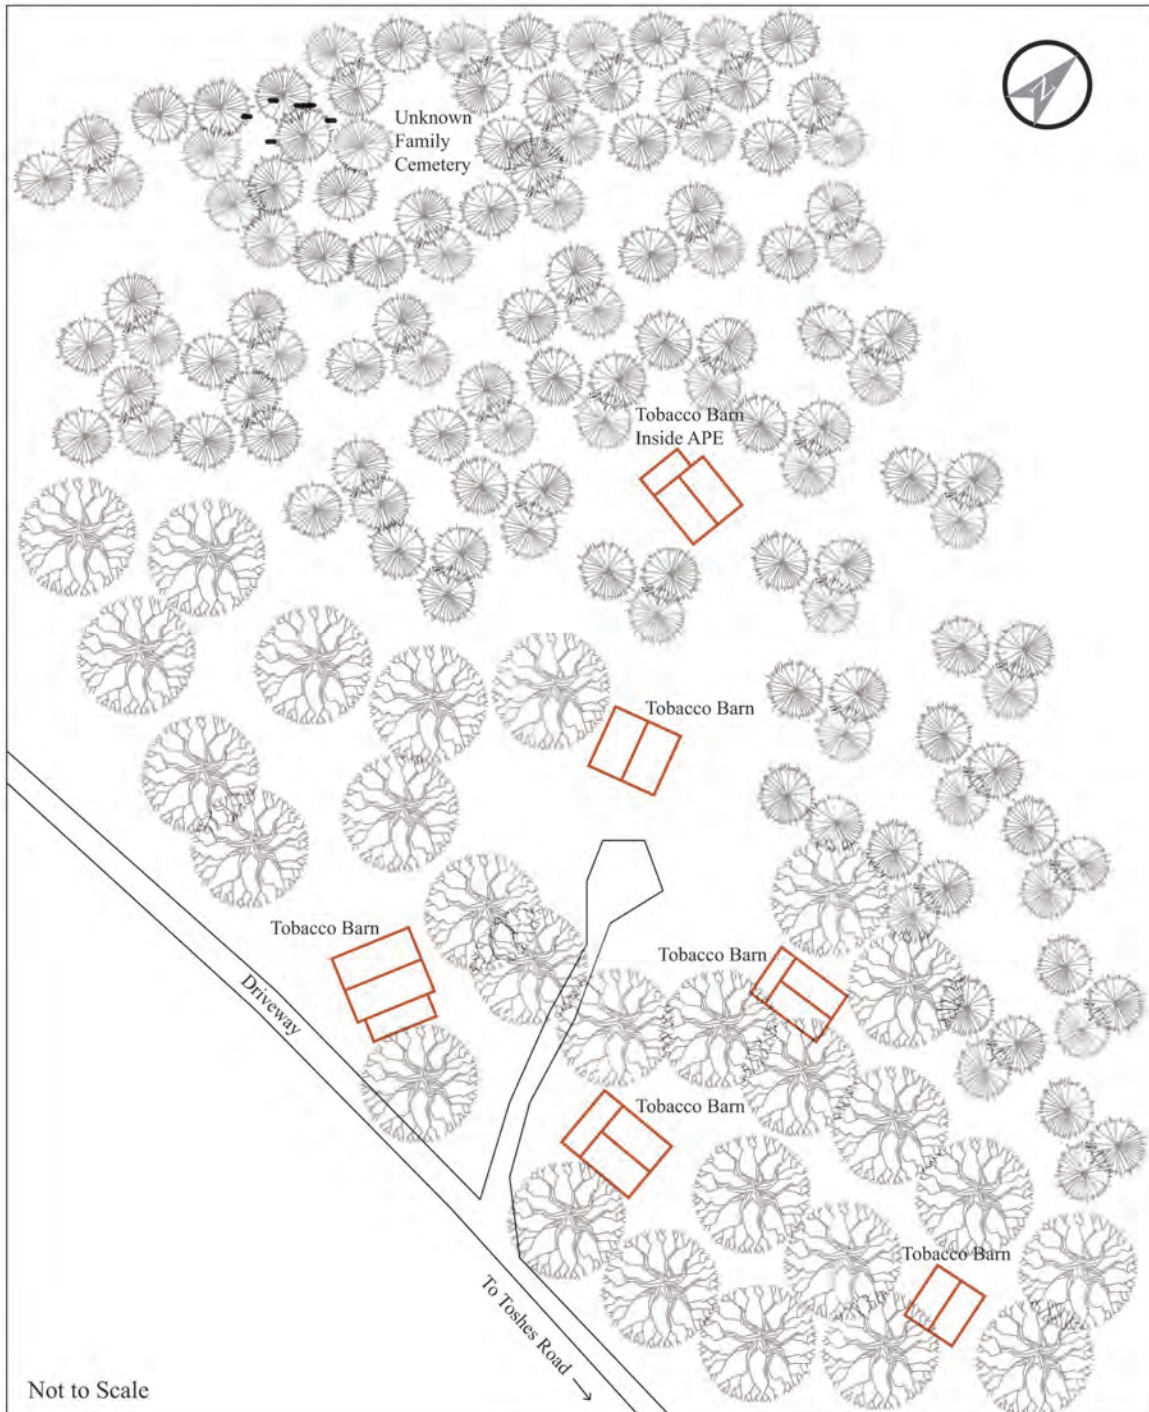 N
Unknown
Family
Cemetery
Tobacco Barn
Inside APE
Tobacco Barn
Tobacco Barn
Driveway
Tobacco Barn
Tobacco Barn
Tobacco Barn
To Toshes Road →
Not to Scale